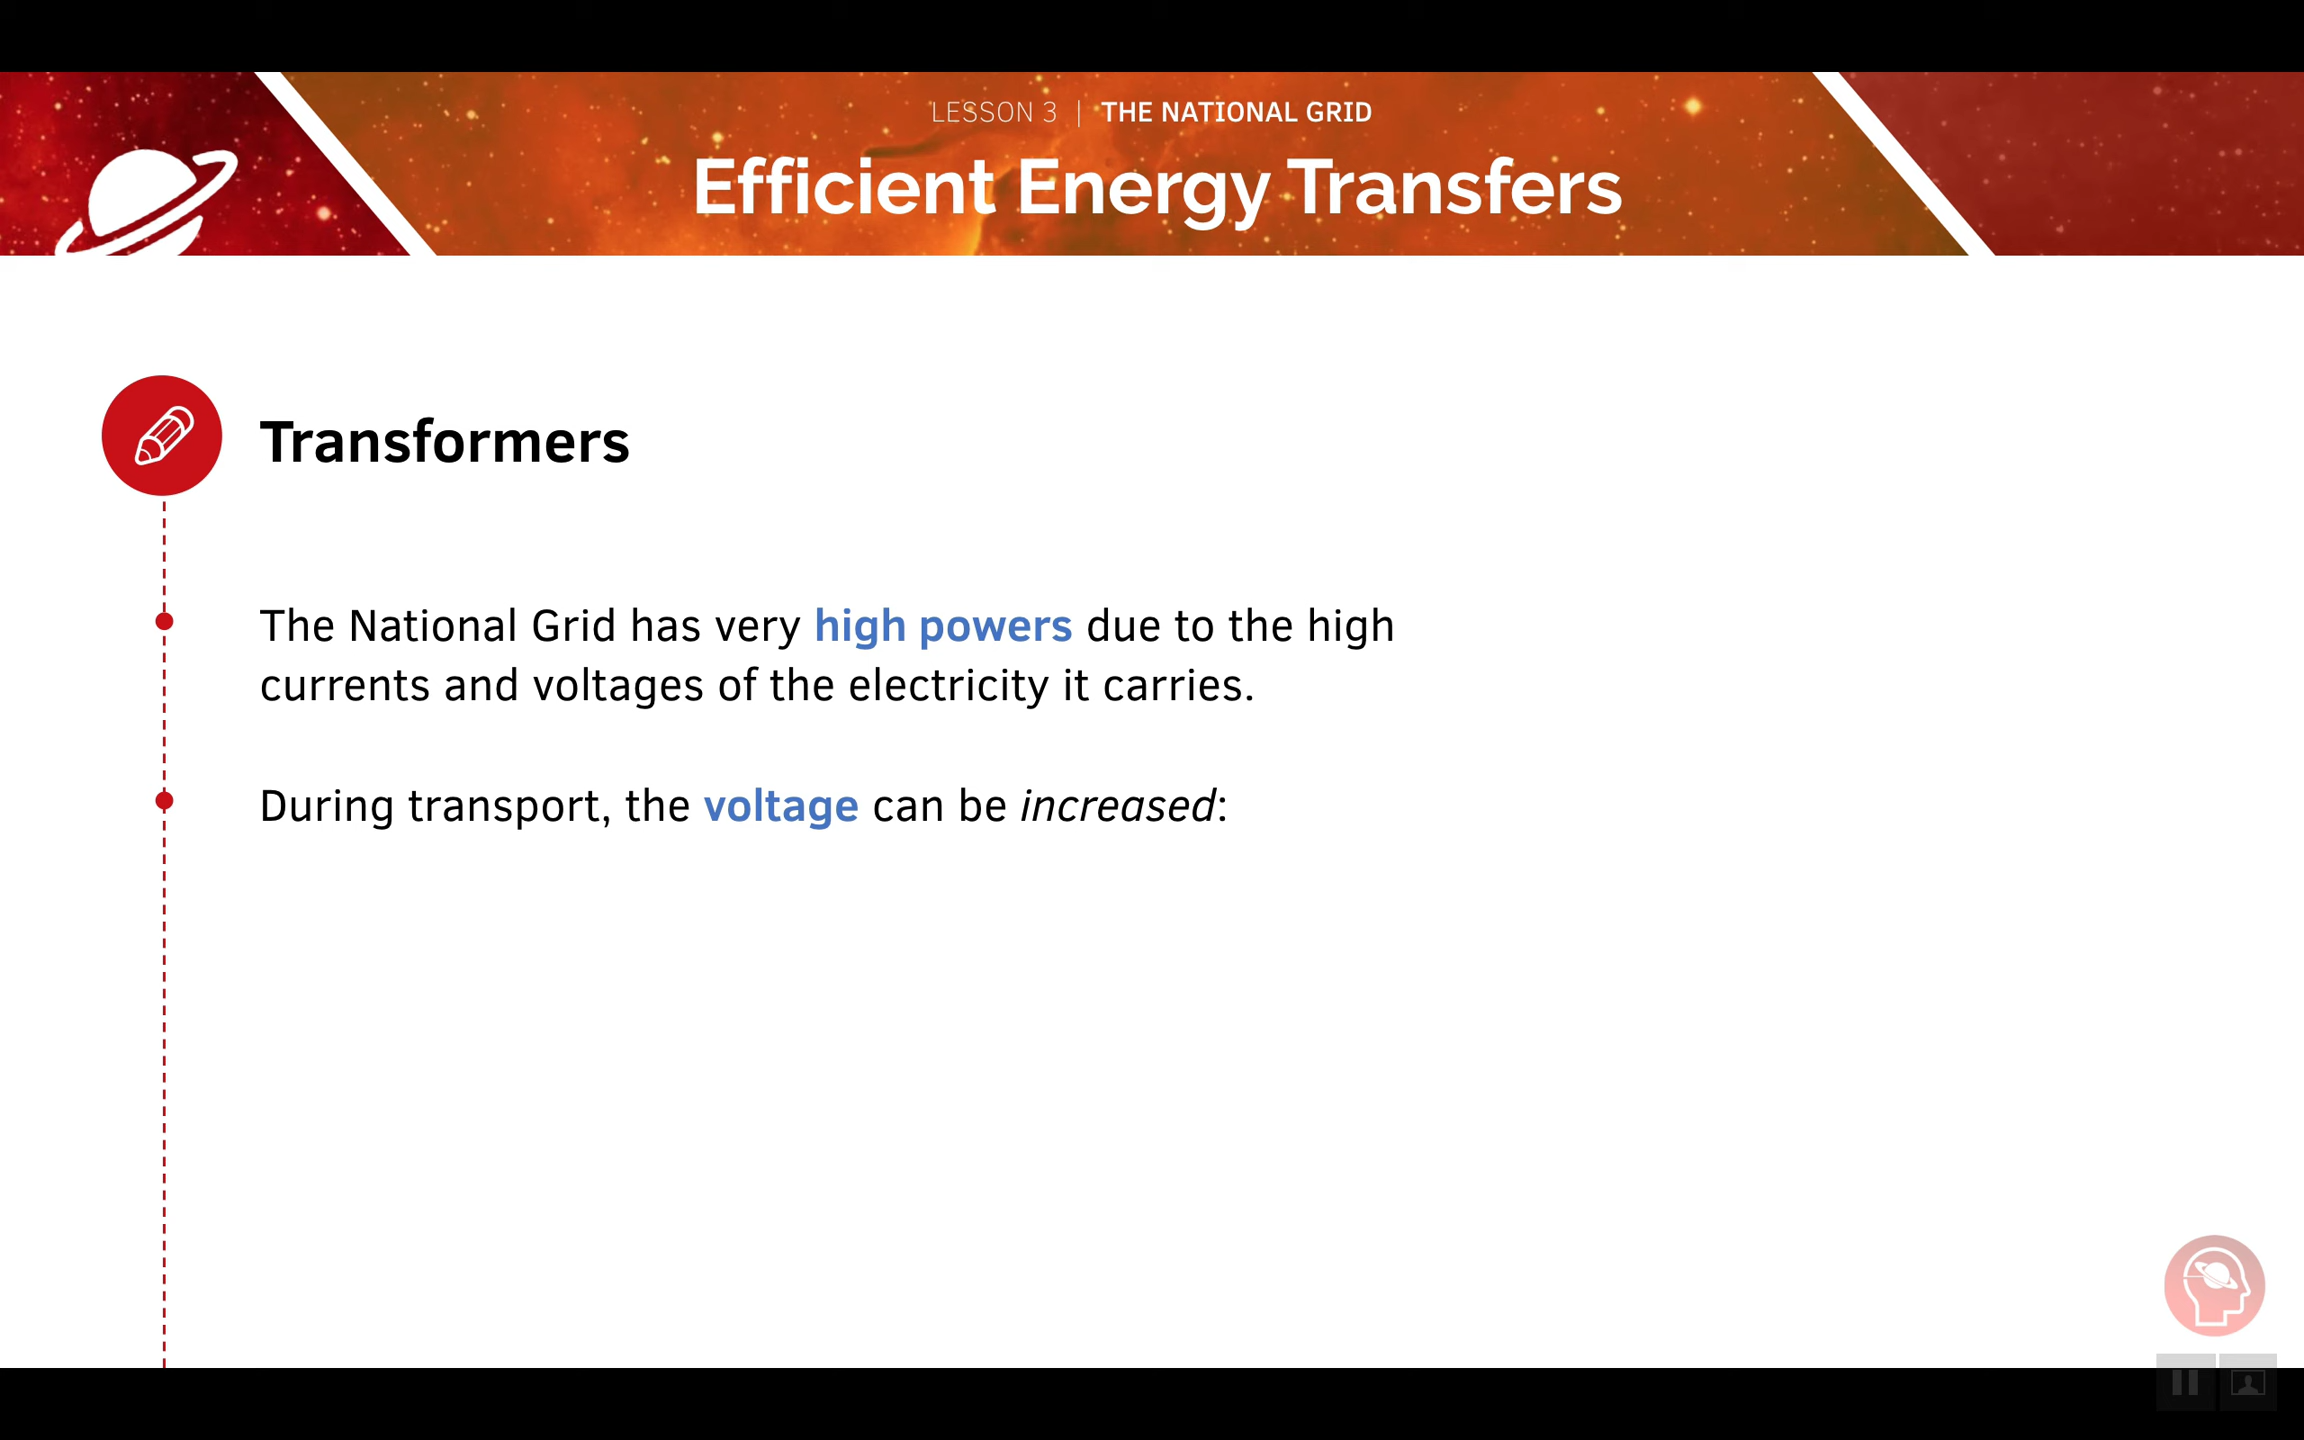 LESSON 3 | THE NATIONAL GRID
Efficient Energy Transfers
Transformers
The National Grid has very high powers due to the high
currents and voltages of the electricity it carries.
During transport, the voltage can be increased: